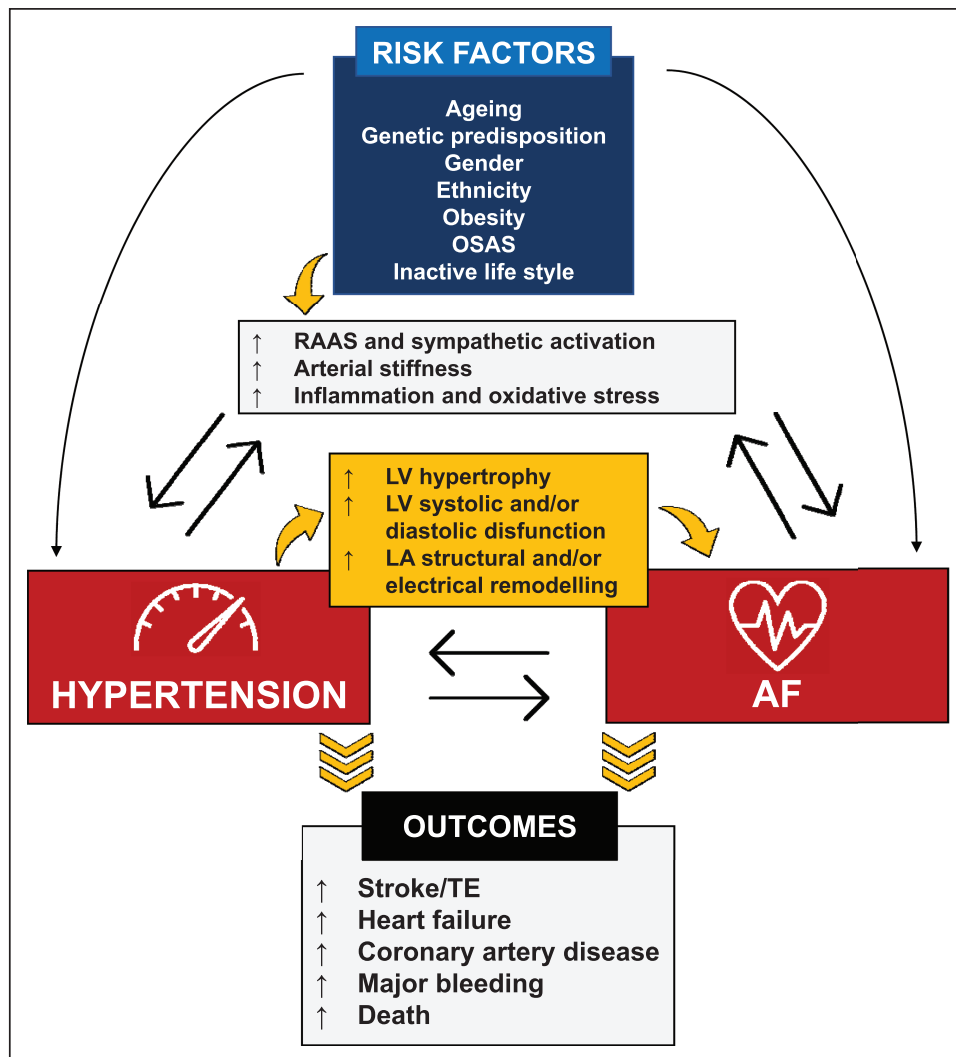 RISK FACTORS
Ageing
Genetic predisposition
Gender
Ethnicity
Obesity
OSAS
Inactive life style
↑ RAAS and sympathetic activation
↑ Arterial stiffness
↑ Inflammation and oxidative stress
↑ LV hypertrophy
↑ LV systolic and/or
diastolic disfunction
↑ LA structural and/or
electrical remodelling
HYPERTENSION
AF
OUTCOMES
↑ Stroke/TE
↑ Heart failure
↑ Coronary artery disease
↑ Major bleeding
↑ Death